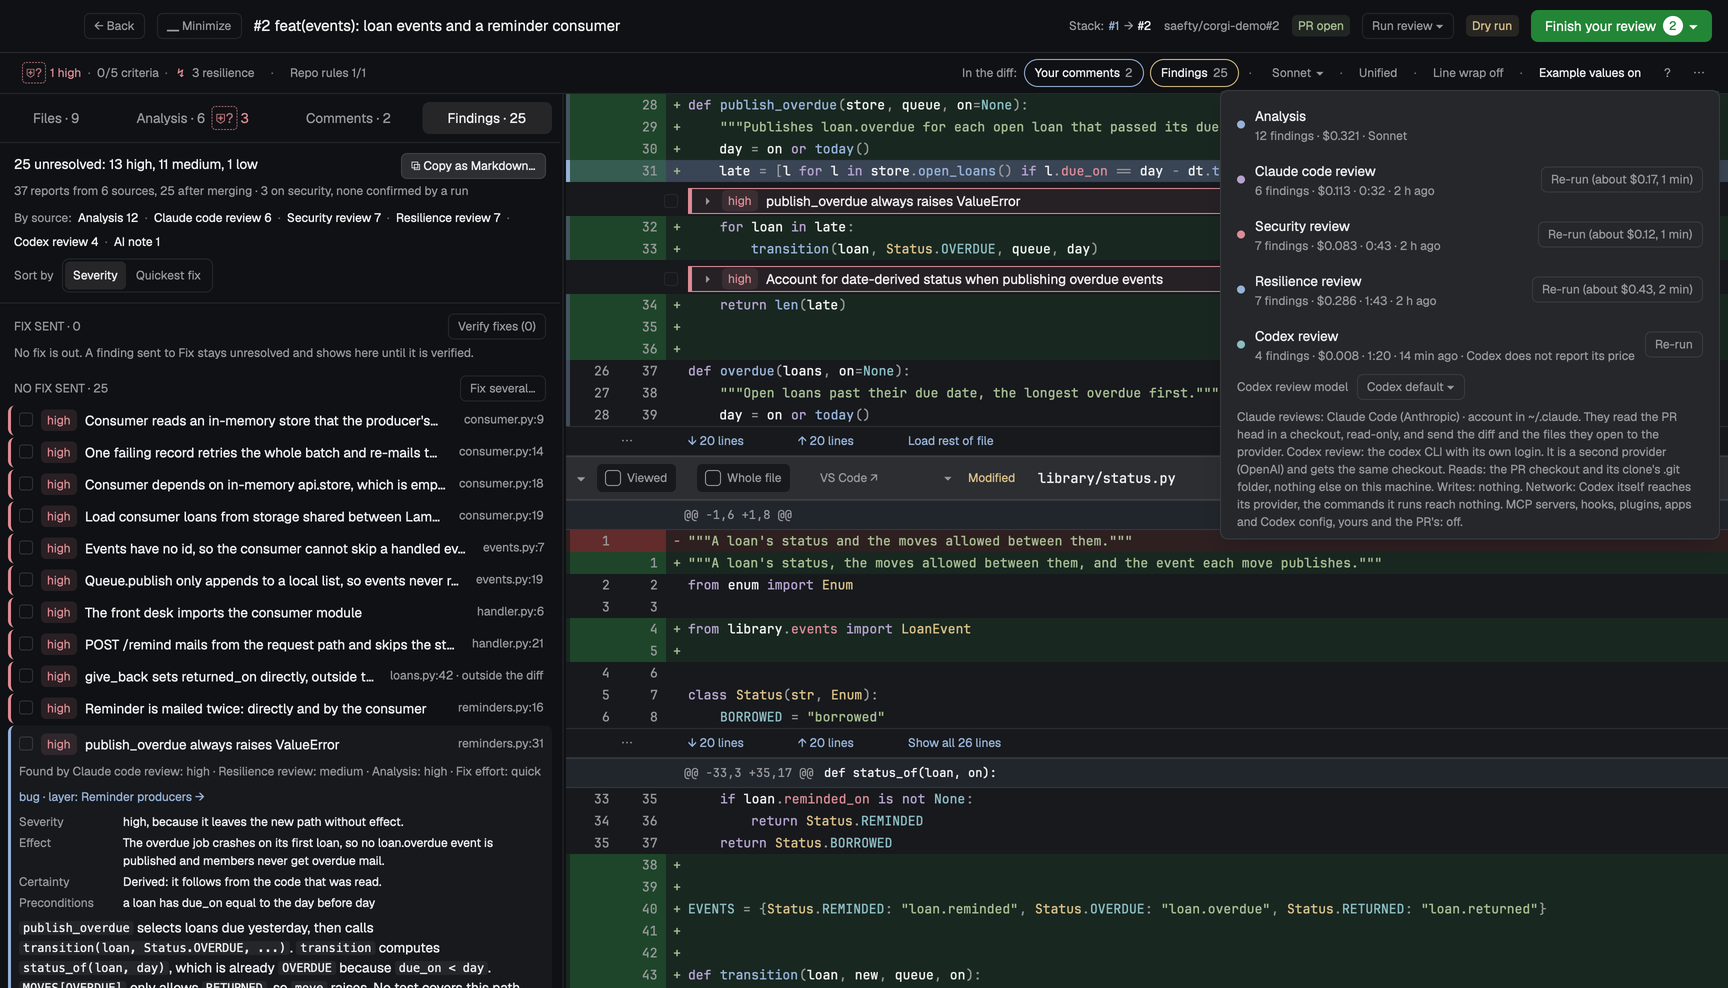 ← Back
Minimize
#2 feat(events): loan events and a reminder consumer
Stack: #1 → #2
saefty/corgi-demo#2
PR open
Run review
Dry run
Finish your review 2
1 high · 0/5 criteria · 3 resilience · Repo rules 1/1
In the diff:
Your comments 2
Findings 25
· Sonnet · Unified · Line wrap off · Example values on ? ···
Files · 9
Analysis · 6 3
Comments · 2
Findings · 25
25 unresolved: 13 high, 11 medium, 1 low
Copy as Markdown...
37 reports from 6 sources, 25 after merging · 3 on security, none confirmed by a run
By source: Analysis 12 · Claude code review 6 · Security review 7 · Resilience review 7 ·
Codex review 4 · AI note 1
Sort by
Severity
Quickest fix
FIX SENT · 0
Verify fixes (0)
No fix is out. A finding sent to Fix stays unresolved and shows here until it is verified.
NO FIX SENT · 25
Fix several...
high Consumer reads an in-memory store that the producer's... consumer.py:9
high One failing record retries the whole batch and re-mails t... consumer.py:14
high Consumer depends on in-memory api.store, which is emp... consumer.py:18
high Load consumer loans from storage shared between Lam... consumer.py:19
high Events have no id, so the consumer cannot skip a handled ev... events.py:7
high Queue.publish only appends to a local list, so events never r... events.py:19
high The front desk imports the consumer module handler.py:6
high POST /remind mails from the request path and skips the st... handler.py:21
high give_back sets returned_on directly, outside t... loans.py:42 · outside the diff
high Reminder is mailed twice: directly and by the consumer reminders.py:16
high publish_overdue always raises ValueError reminders.py:31
Found by Claude code review: high · Resilience review: medium · Analysis: high · Fix effort: quick
bug · layer: Reminder producers →
Severity high, because it leaves the new path without effect.
Effect The overdue job crashes on its first loan, so no loan.overdue event is
published and members never get overdue mail.
Certainty Derived: it follows from the code that was read.
Preconditions a loan has due_on equal to the day before day
publish_overdue selects loans due yesterday, then calls
transition(loan, Status.OVERDUE, ...). transition computes
status_of(loan, day), which is already OVERDUE because due_on < day.
MOVES[OVERDUE] only allows RETURNED, so move raises. No test covers this path
28 + def publish_overdue(store, queue, on=None):
29 + """Publishes loan.overdue for each open loan that passed its due
30 + day = on or today()
31 late = [l for l in store.open_loans() if l.due_on == day - dt.t
high publish_overdue always raises ValueError
32 + for loan in late:
33 + transition(loan, Status.OVERDUE, queue, day)
high Account for date-derived status when publishing overdue events
34 + return len(late)
35 +
36 +
26 37 def overdue(loans, on=None):
27 38 """Open loans past their due date, the longest overdue first."""
28 39 day = on or today()
··· ↓ 20 lines ↑ 20 lines Load rest of file
Viewed
Whole file
VS Code ↗
Modified
library/status.py
@@ -1,6 +1,8 @@
1 - """A loan's status and the moves allowed between them."""
1 + """A loan's status, the moves allowed between them, and the event each move publishes."""
2 2 from enum import Enum
3 3
4 + from library.events import LoanEvent
5 +
4 6
5 7 class Status(str, Enum):
6 8 BORROWED = "borrowed"
··· ↓ 20 lines ↑ 20 lines Show all 26 lines
@@ -33,3 +35,17 @@ def status_of(loan, on):
33 35 if loan.reminded_on is not None:
34 36 return Status.REMINDED
35 37 return Status.BORROWED
38 +
39 +
40 + EVENTS = {Status.REMINDED: "loan.reminded", Status.OVERDUE: "loan.overdue", Status.RETURNED: "loan.returned"}
41 +
42 +
43 + def transition(loan, new, queue, on):
Analysis
12 findings · $0.321 · Sonnet
Claude code review
6 findings · $0.113 · 0:32 · 2 h ago
Re-run (about $0.17, 1 min)
Security review
7 findings · $0.083 · 0:43 · 2 h ago
Re-run (about $0.12, 1 min)
Resilience review
7 findings · $0.286 · 1:43 · 2 h ago
Re-run (about $0.43, 2 min)
Codex review
4 findings · $0.008 · 1:20 · 14 min ago · Codex does not report its price
Re-run
Codex review model
Codex default
Claude reviews: Claude Code (Anthropic) · account in ~/.claude. They read the PR
head in a checkout, read-only, and send the diff and the files they open to the
provider. Codex review: the codex CLI with its own login. It is a second provider
(OpenAI) and gets the same checkout. Reads: the PR checkout and its clone's .git
folder, nothing else on this machine. Writes: nothing. Network: Codex itself reaches
its provider, the commands it runs reach nothing. MCP servers, hooks, plugins, apps
and Codex config, yours and the PR's: off.